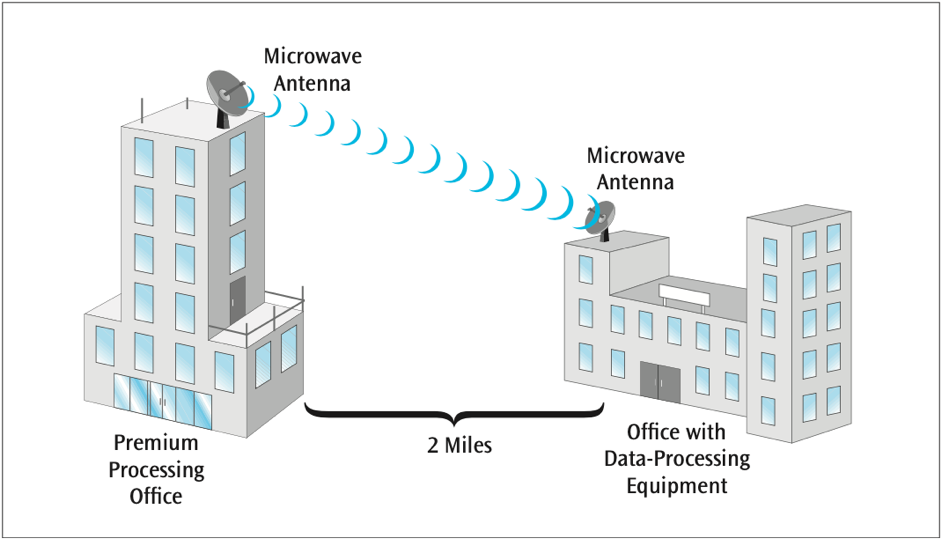 Microwave
Antenna
Microwave
Antenna
Premium
Processing
Office
2 Miles
Office with
Data-Processing
Equipment